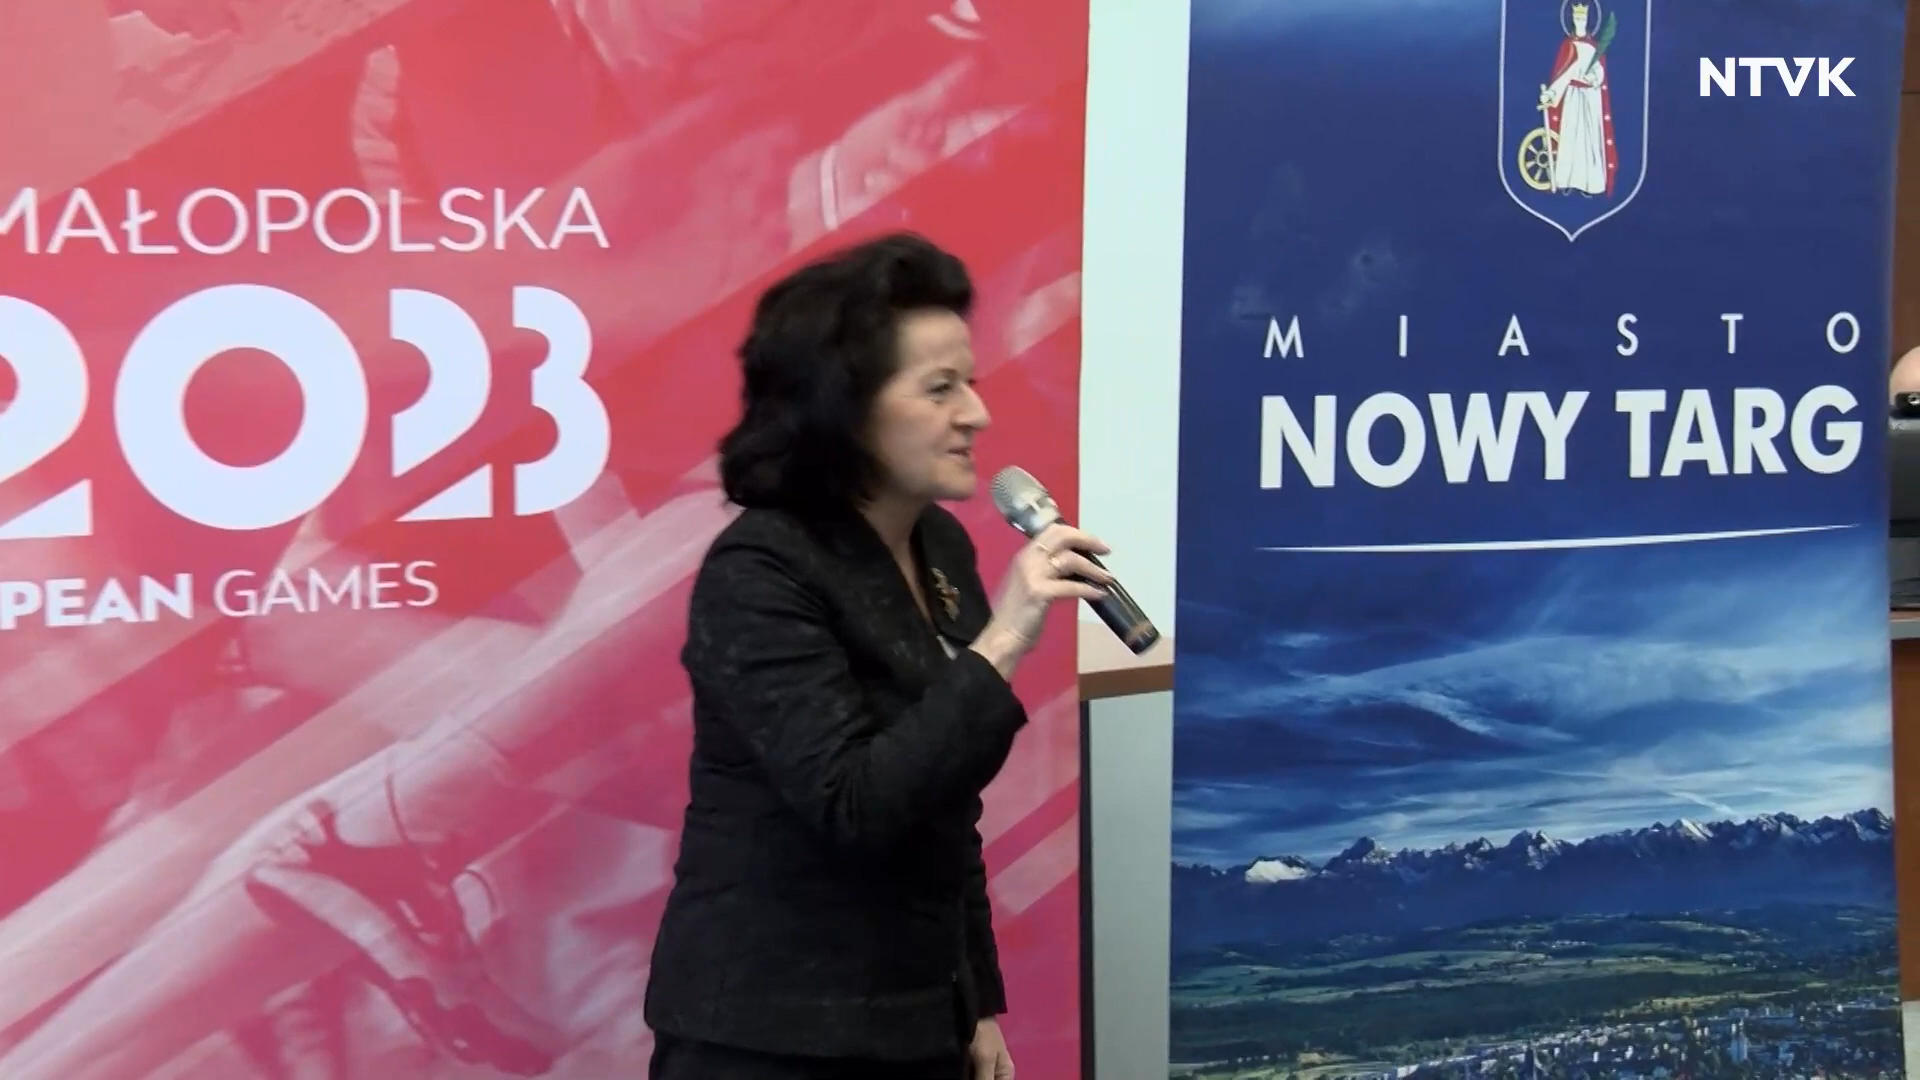 MAŁOPOLSKA
2023
PEAN GAMES
NTVK
MIASTO
NOWY TARG